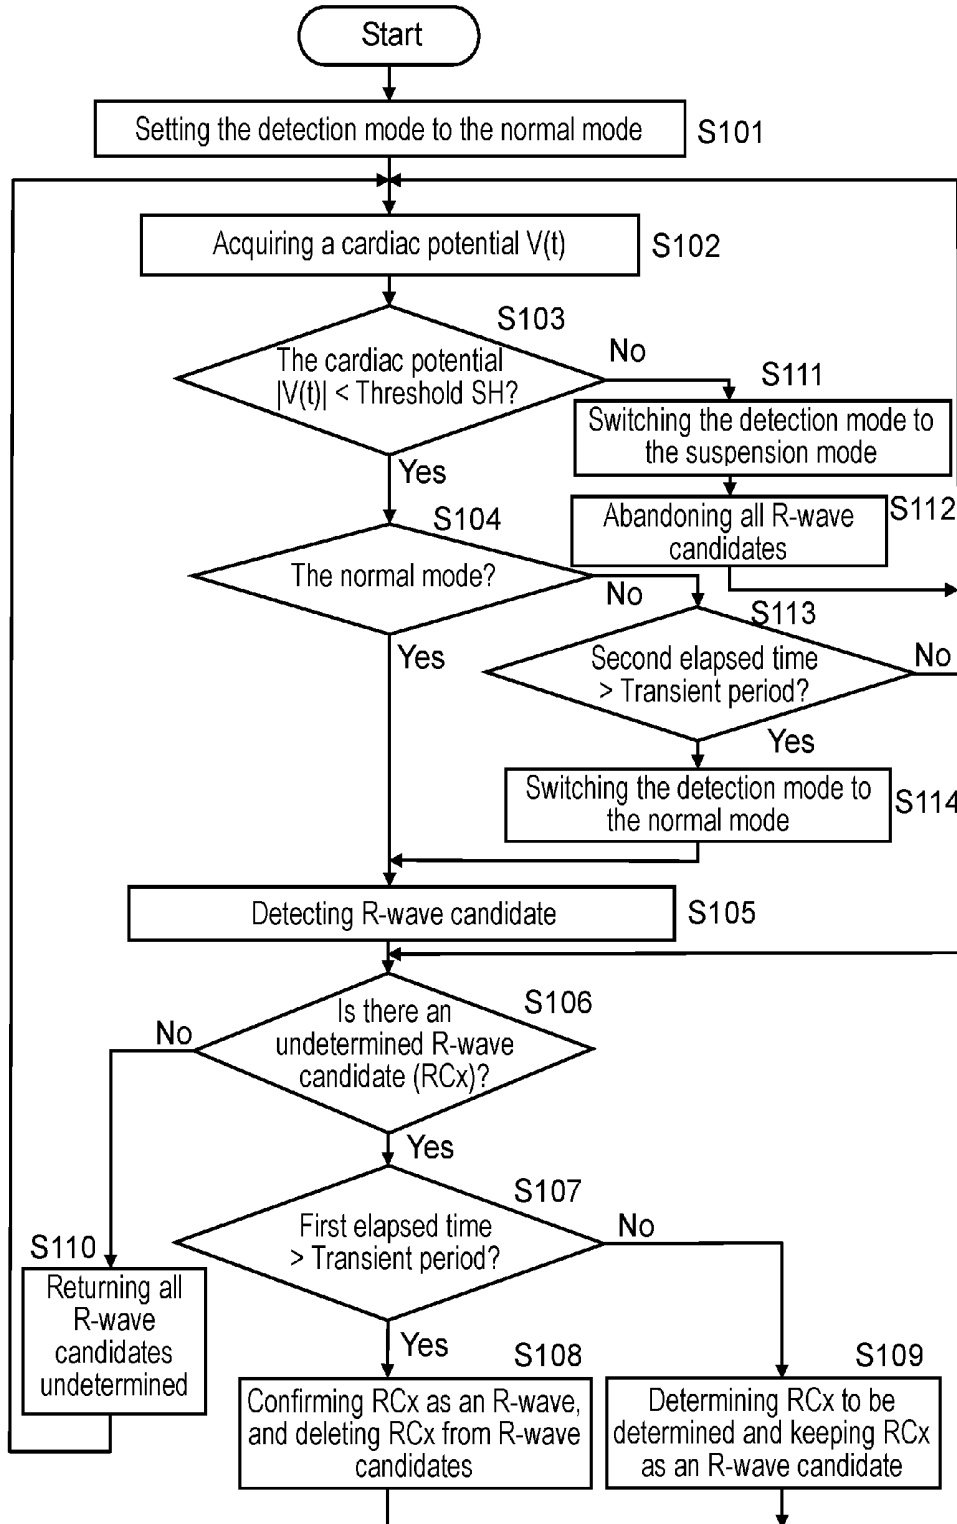 Start
Setting the detection mode to the normal mode
S101
Acquiring a cardiac potential V(t)
S102
S103
The cardiac potential
|V(t)| < Threshold SH?
No
Yes
S111
Switching the detection mode to
the suspension mode
S112
Abandoning all R-wave
candidates
S104
The normal mode?
No
Yes
S113
Second elapsed time
> Transient period?
No
Yes
Switching the detection mode to
the normal mode
S114
Detecting R-wave candidate
S105
S106
Is there an
undetermined R-wave
candidate (RCx)?
No
Yes
S107
First elapsed time
> Transient period?
No
Yes
S110
Returning all
R-wave
candidates
undetermined
S108
Confirming RCx as an R-wave,
and deleting RCx from R-wave
candidates
S109
Determining RCx to be
determined and keeping RCx
as an R-wave candidate